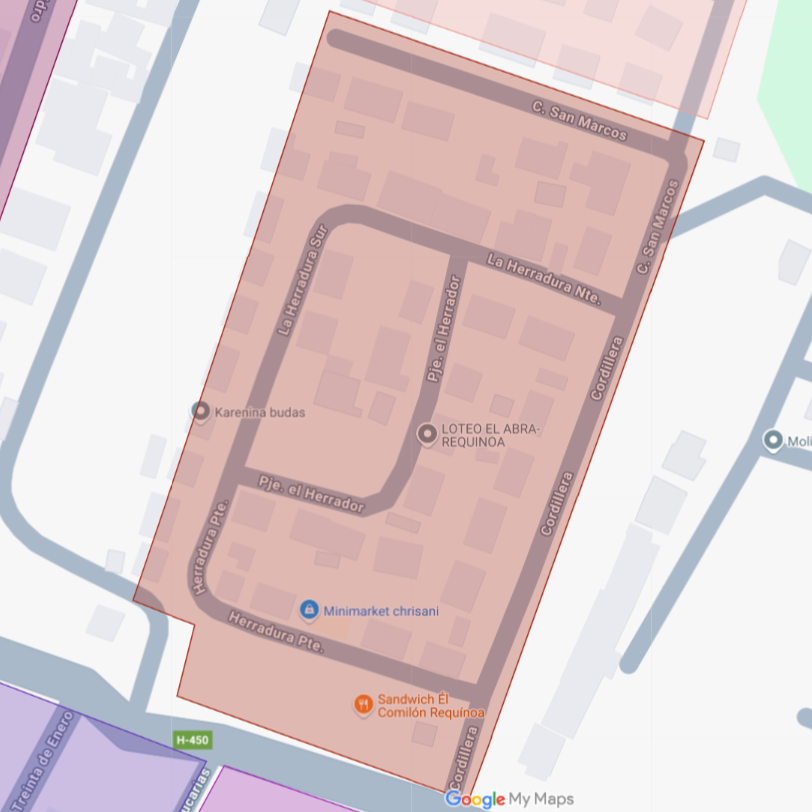 C. San Marcos
C. San Marcos
La Herradura Sur
La Herradura Nte.
Pje. el Herrador
Cordillera
Karenina budas
LOTEO EL ABRA-
REQUINOA
Moli
Pje. el Herrador
Cordillera
Herradura Pte.
Minimarket chrisani
Herradura Pte.
Sandwich Él
Comilón Requínoa
Treinta de Enero
H-450
ucarias
Cordillera
Google My Maps